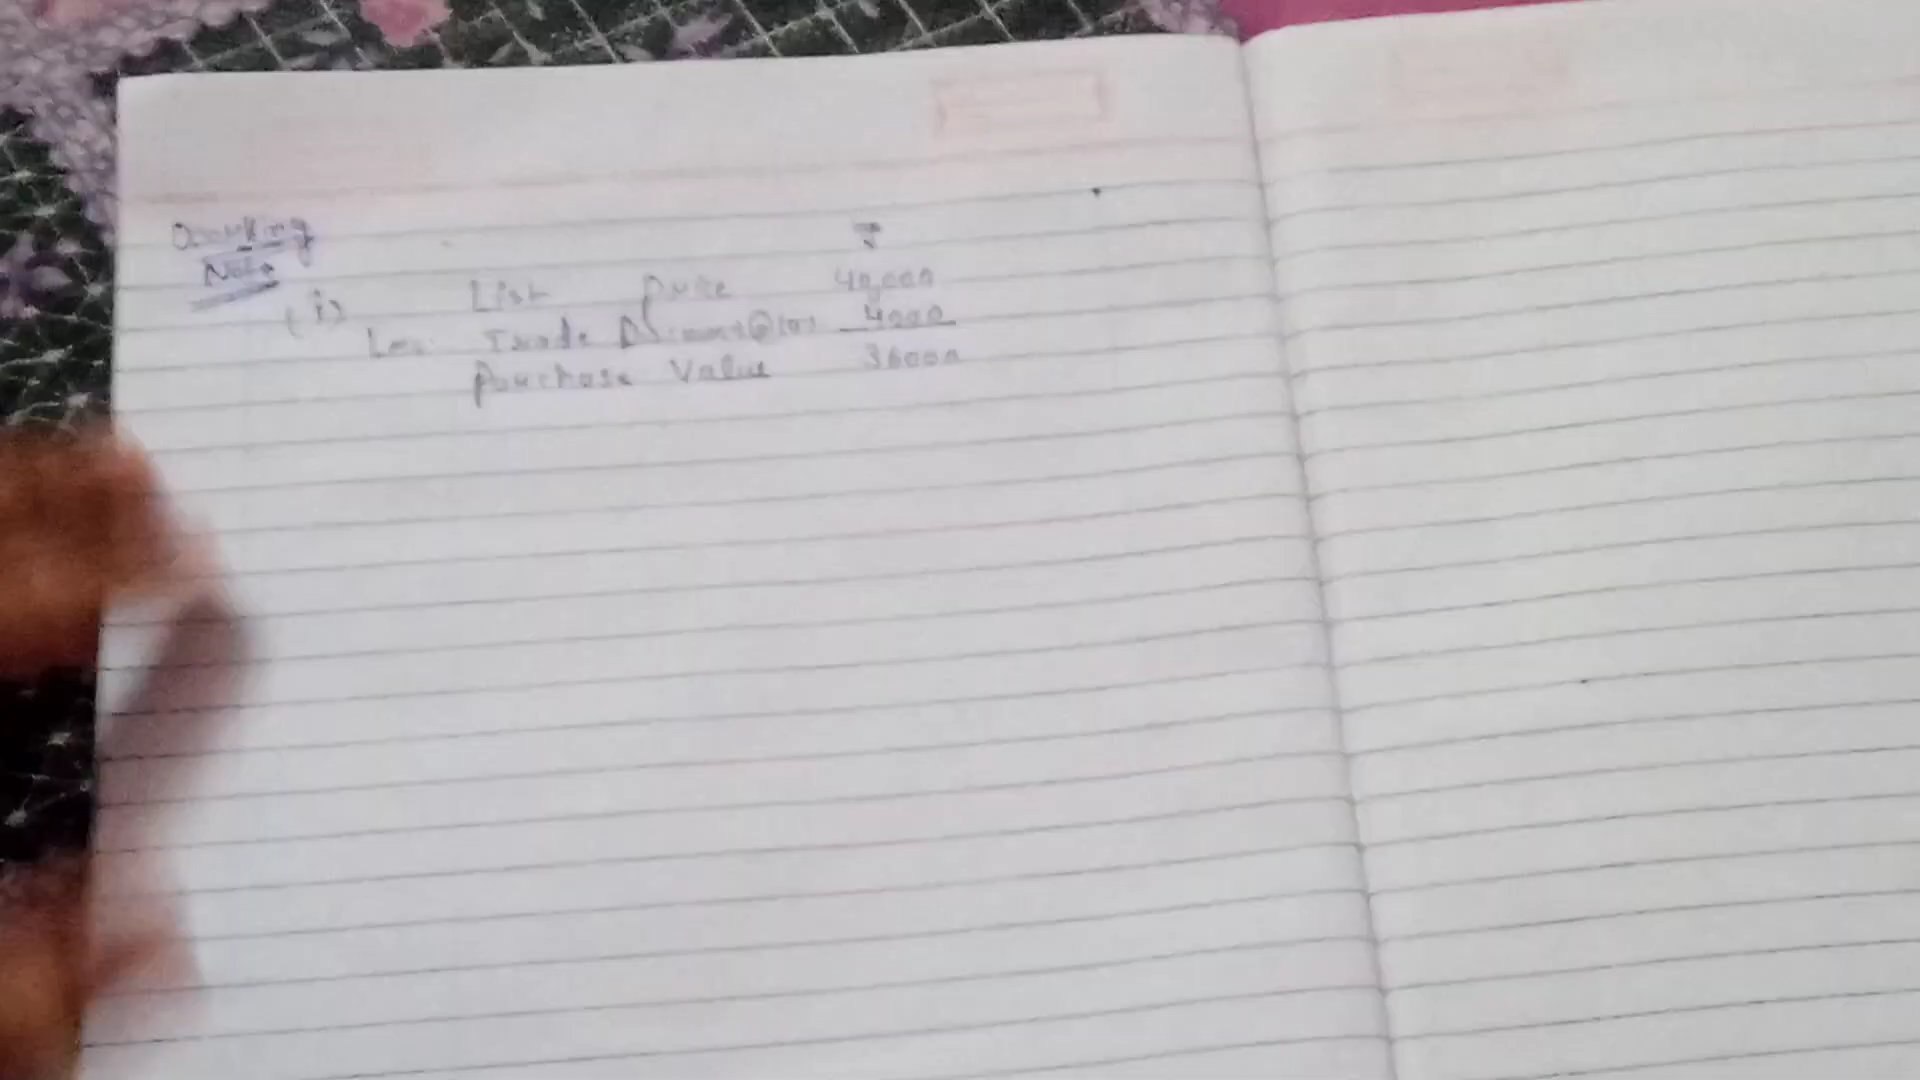 Working
Note
₹
(i) List Price 40,000
Less: Trade Discount@10% 4000
Purchase Value 36000